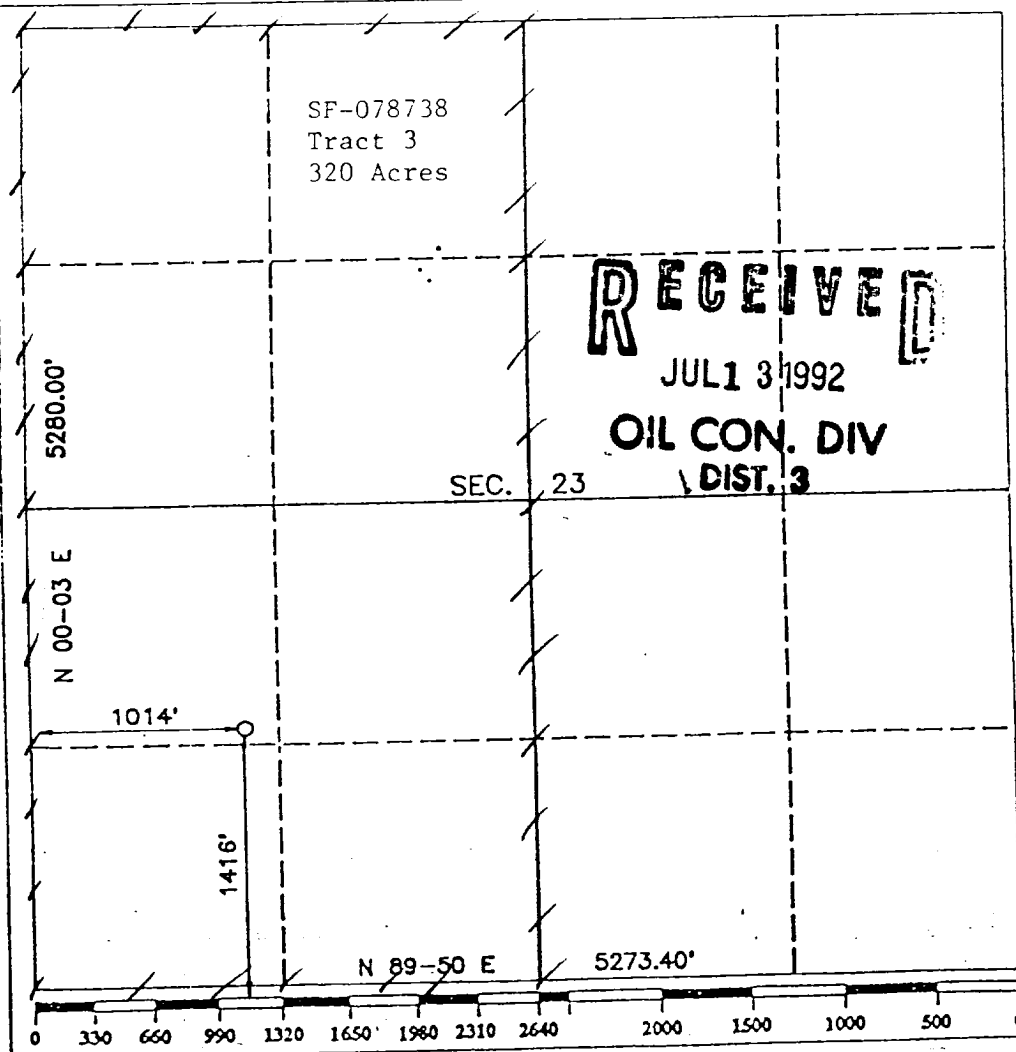 SF-078738
Tract 3
320 Acres
RECEIVED
JUL 1 3 1992
OIL CON. DIV
DIST. 3
5280.00'
SEC. 23
N 00-03 E
1014'
1416'
N 89-50 E 5273.40'
0 330 660 990 1320 1650' 1980 2310 2640 2000 1500 1000 500